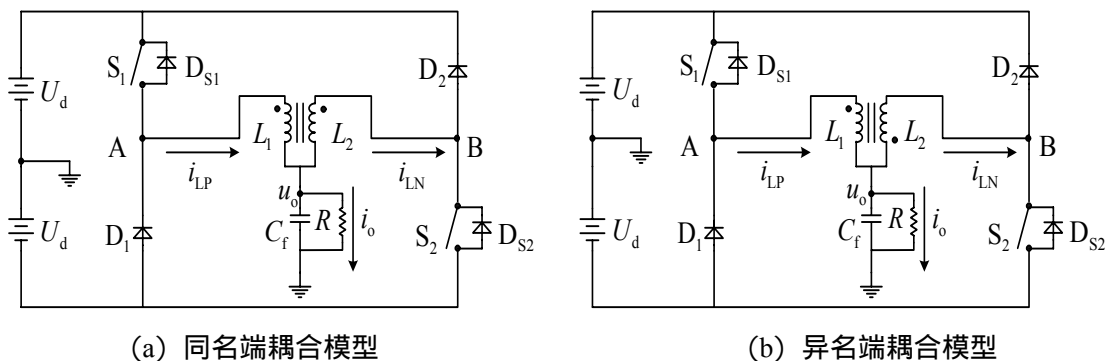 S1 DS1 D2
Ud
L1 L2
A B
iLP iLN
uo
Ud D1 Cf R io S2 DS2
(a) 同名端耦合模型
S1 DS1 D2
Ud
L1 L2
A B
iLP iLN
uo
Ud D1 Cf R io S2 DS2
(b) 异名端耦合模型